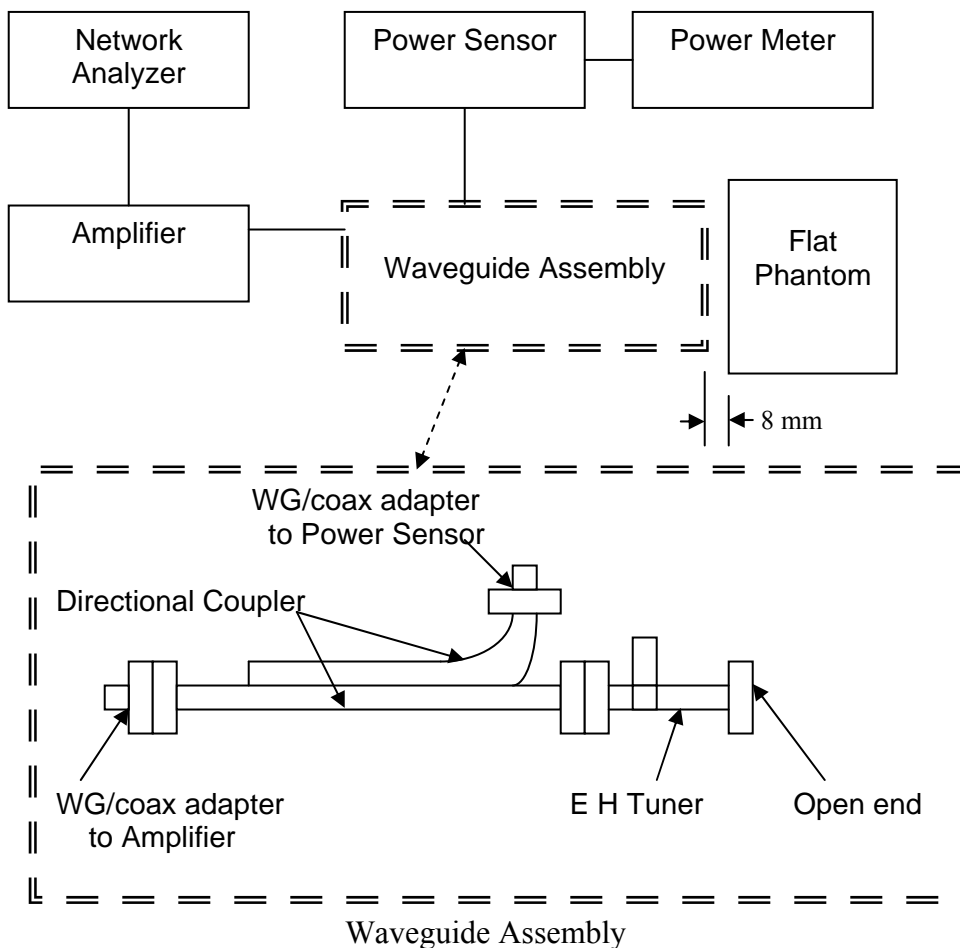 Network
Analyzer
Power Sensor
Power Meter
Amplifier
Waveguide Assembly
Flat
Phantom
8 mm
WG/coax adapter
to Power Sensor
Directional Coupler
WG/coax adapter
to Amplifier
E H Tuner
Open end
Waveguide Assembly